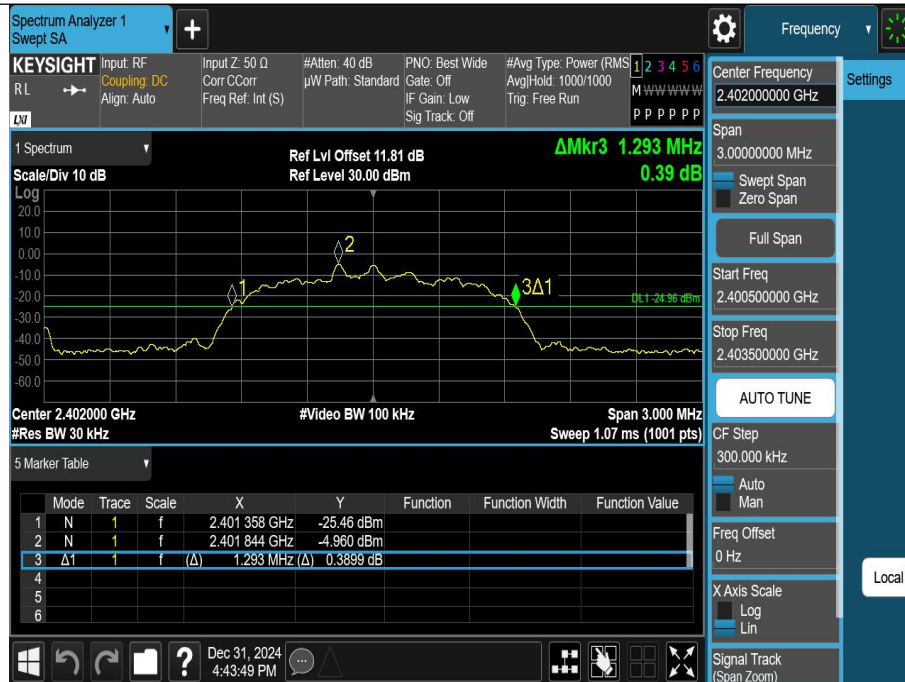 Spectrum Analyzer 1
Swept SA
Frequency
KEYSIGHT
RL
LXI
Input: RF
Coupling: DC
Align: Auto
Input Z: 50 Ω
Corr CCorr
Freq Ref: Int (S)
#Atten: 40 dB
µW Path: Standard
PNO: Best Wide
Gate: Off
IF Gain: Low
Sig Track: Off
#Avg Type: Power (RMS
Avg|Hold: 1000/1000
Trig: Free Run
1 2 3 4 5 6
M W W W W W
P P P P P P
1 Spectrum
Scale/Div 10 dB
Ref Lvl Offset 11.81 dB
Ref Level 30.00 dBm
ΔMkr3 1.293 MHz
0.39 dB
Log
20.0
10.0
0.00
-10.0
-20.0
-30.0
-40.0
-50.0
-60.0
1
2
3Δ1
DL1 -24.96 dBm
Center 2.402000 GHz
#Video BW 100 kHz
Span 3.000 MHz
#Res BW 30 kHz
Sweep 1.07 ms (1001 pts)
5 Marker Table
Mode Trace Scale X Y Function Function Width Function Value
1 N 1 f 2.401 358 GHz -25.46 dBm
2 N 1 f 2.401 844 GHz -4.960 dBm
3 Δ1 1 f (Δ) 1.293 MHz (Δ) 0.3899 dB
4
5
6
?
Dec 31, 2024
4:43:49 PM
Center Frequency
2.402000000 GHz
Settings
Span
3.00000000 MHz
Swept Span
Zero Span
Full Span
Start Freq
2.400500000 GHz
Stop Freq
2.403500000 GHz
AUTO TUNE
CF Step
300.000 kHz
Auto
Man
Freq Offset
0 Hz
Local
X Axis Scale
Log
Lin
Signal Track
(Span Zoom)